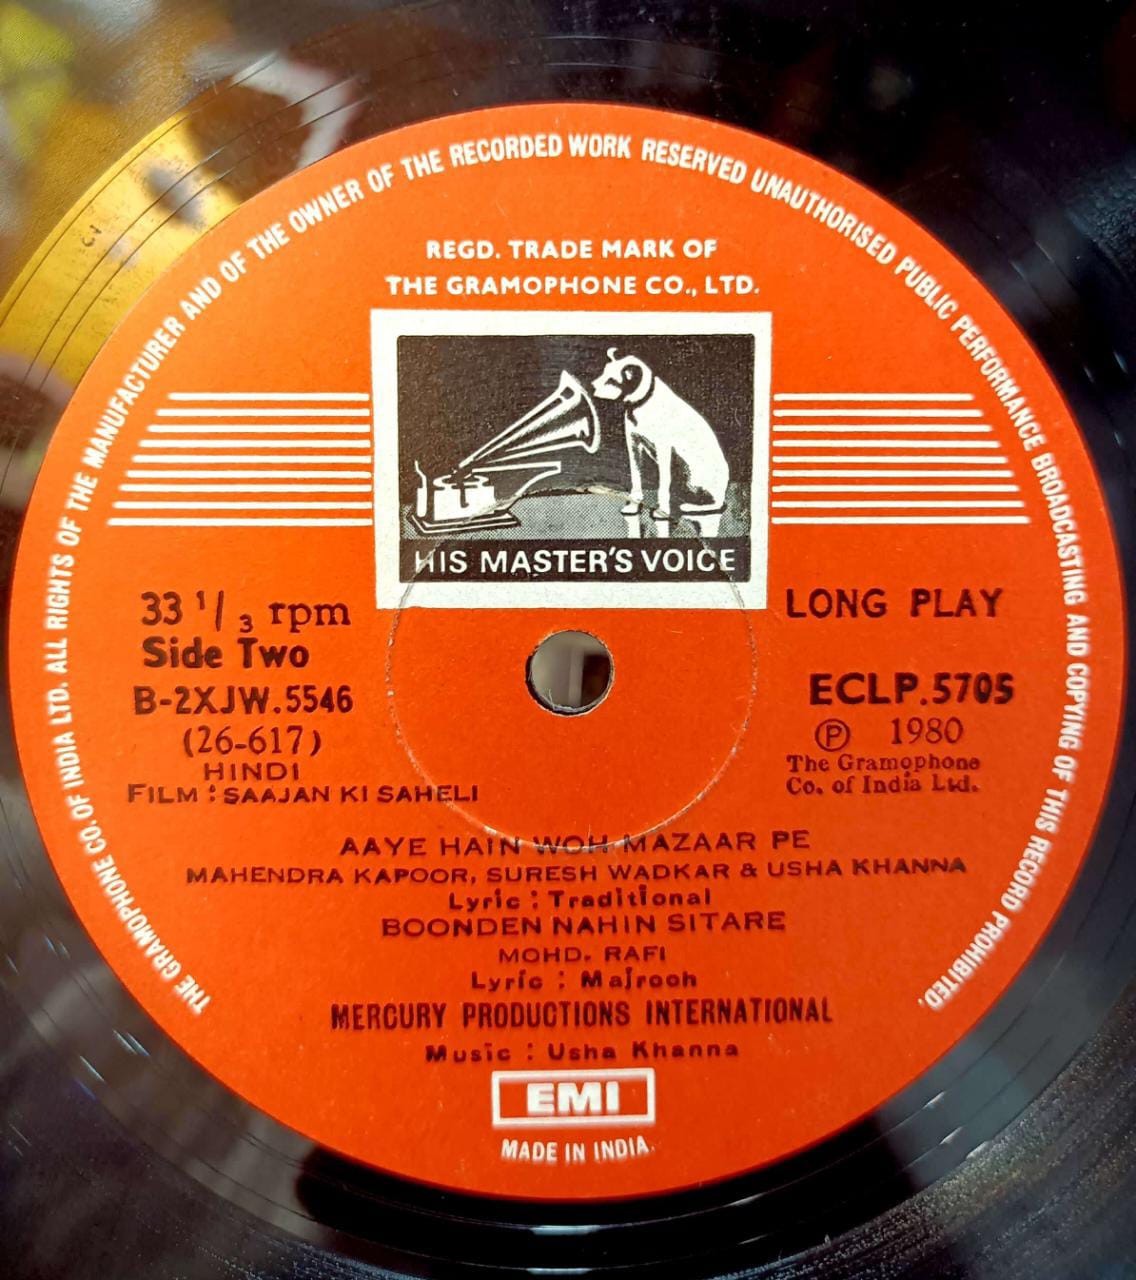 THE GRAMOPHONE CO. OF INDIA LTD. ALL RIGHTS OF THE MANUFACTURER AND OF THE OWNER OF THE RECORDED WORK RESERVED UNAUTHORISED PUBLIC PERFORMANCE BROADCASTING AND COPYING OF THIS RECORD PROHIBITED.
REGD. TRADE MARK OF
THE GRAMOPHONE CO., LTD.
HIS MASTER'S VOICE
33 1/3 rpm
Side Two
B-2XJW.5546
(26-617)
HINDI
FILM : SAAJAN KI SAHELI
LONG PLAY
ECLP.5705
Ⓟ 1980
The Gramophone
Co. of India Ltd.
AAYE HAIN WOH MAZAAR PE
MAHENDRA KAPOOR, SURESH WADKAR & USHA KHANNA
Lyric : Traditional
BOONDEN NAHIN SITARE
MOHD. RAFI
Lyric : Majrooh
MERCURY PRODUCTIONS INTERNATIONAL
Music : Usha Khanna
EMI
MADE IN INDIA.